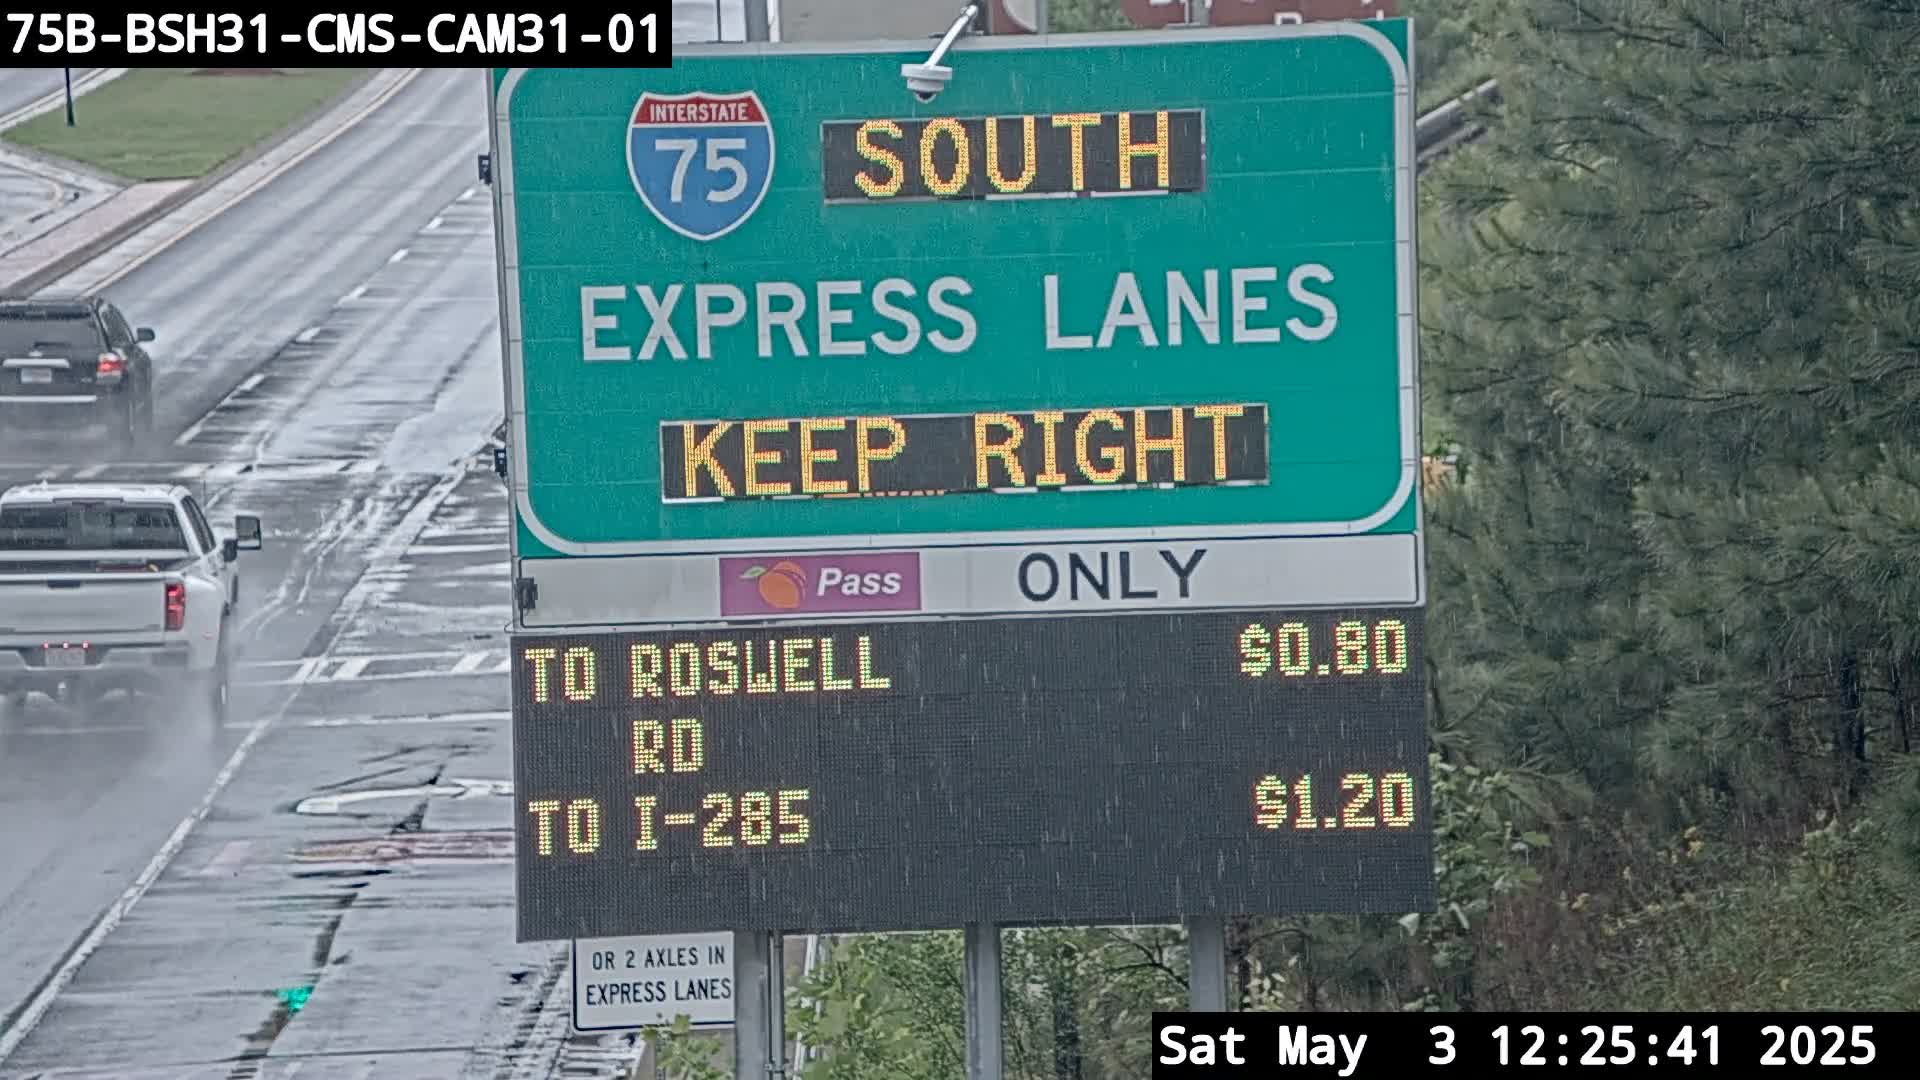 75B-BSH31-CMS-CAM31-01
INTERSTATE
75
SOUTH
EXPRESS LANES
KEEP RIGHT
Pass ONLY
TO ROSWELL $0.80
RD
TO I-285 $1.20
OR 2 AXLES IN
EXPRESS LANES
Sat May 3 12:25:41 2025